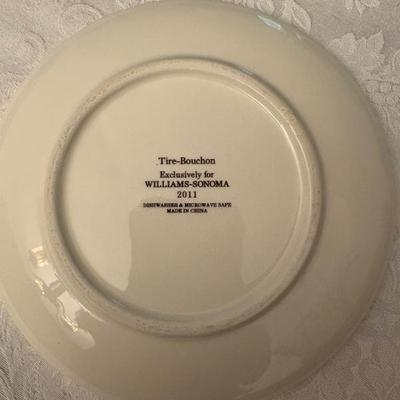 Tire-Bouchon
Exclusively for
WILLIAMS-SONOMA
2011
DISHWASHER & MICROWAVE SAFE
MADE IN CHINA